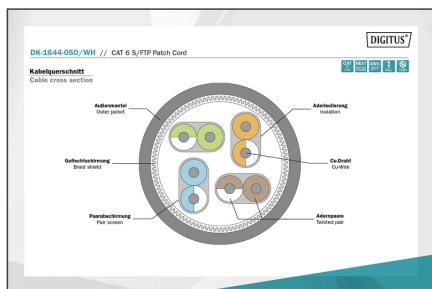 DIGITUS®
DK-1644-050/WH // CAT 6 S/FTP Patch Cord
Kabelquerschnitt
Cable cross section
Außenmantel
Outer jacket
Aderisolierung
Isolation
Geflechtschirmung
Braid shield
Cu-Draht
Cu-Wire
Paarabschirmung
Pair screen
Adernpaare
Twisted pair